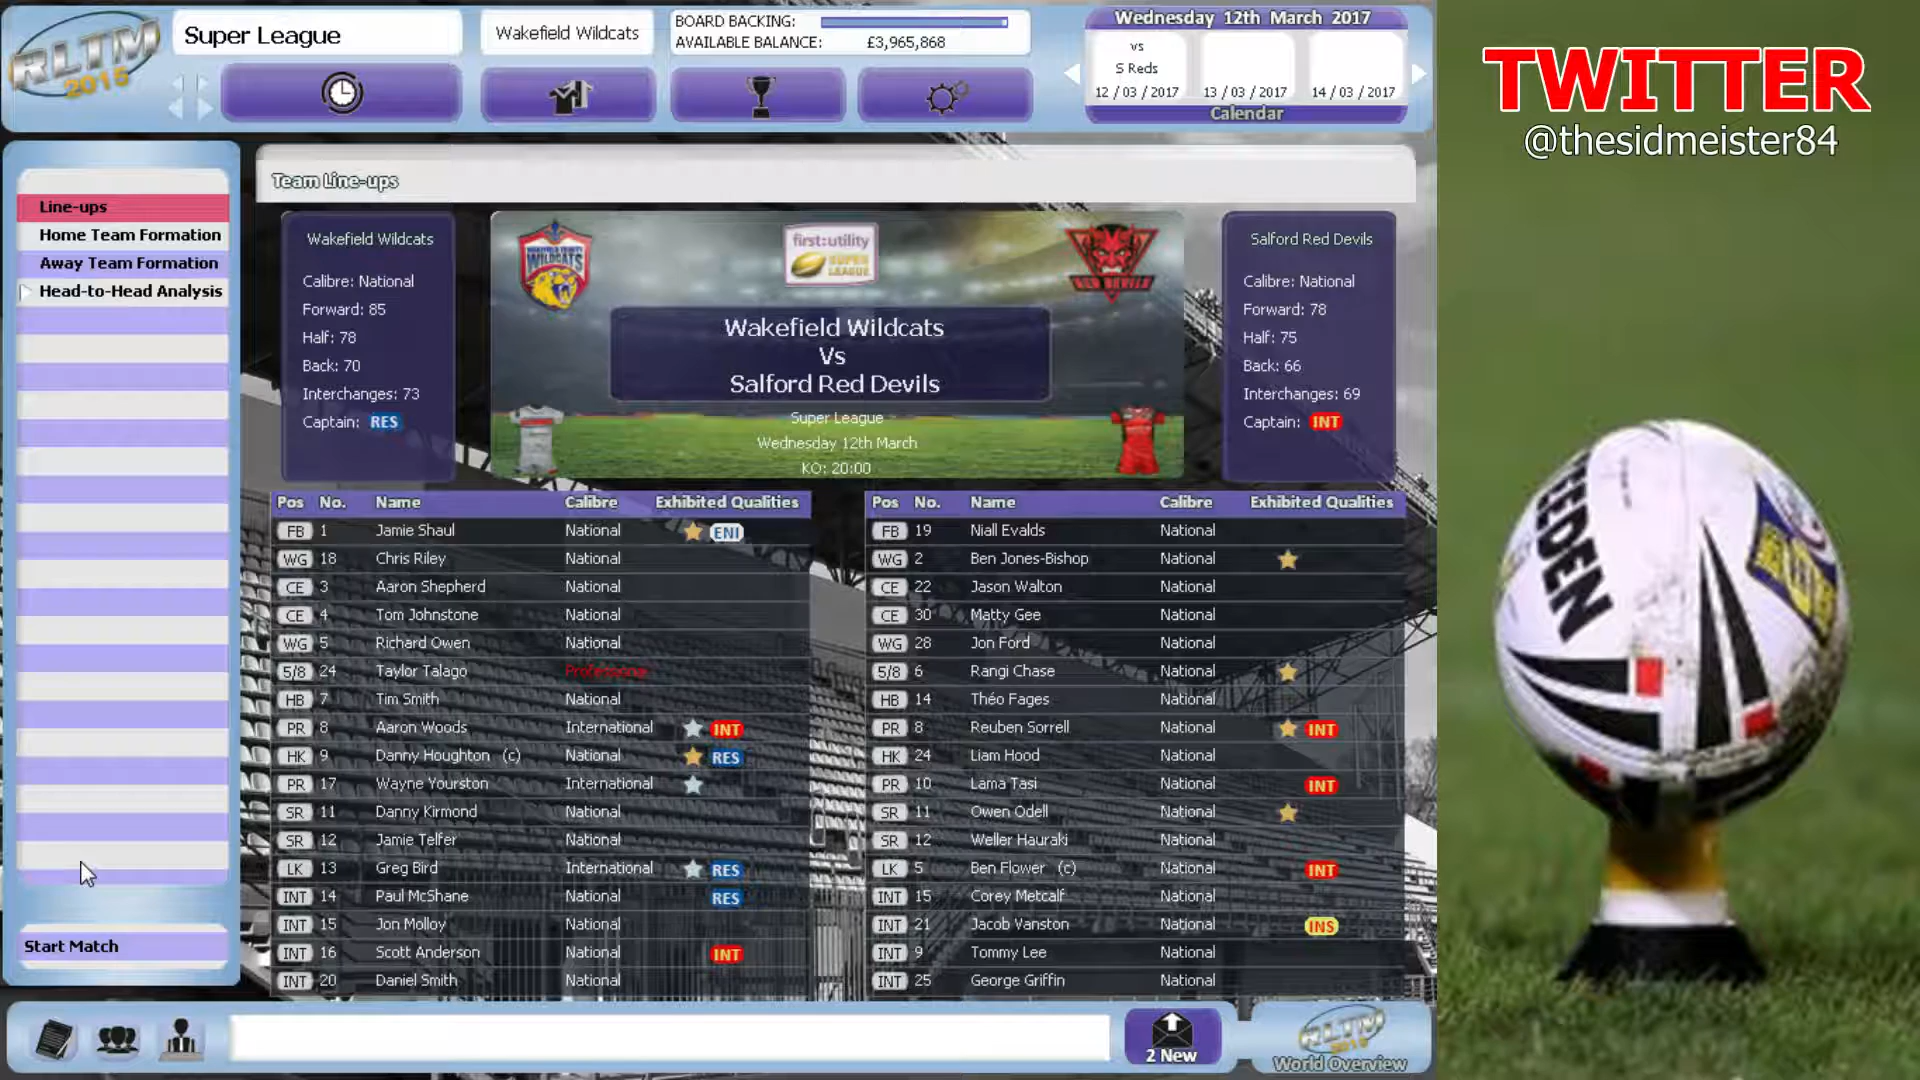 RLTM
2015
Super League
Wakefield Wildcats
BOARD BACKING:
AVAILABLE BALANCE: £3,965,868
Wednesday 12th March 2017
vs
S Reds
12 / 03 / 2017 13 / 03 / 2017 14 / 03 / 2017
Calendar
TWITTER
@thesidmeister84
Line-ups
Home Team Formation
Away Team Formation
Head-to-Head Analysis
Start Match
Team Line-ups
Wakefield Wildcats
Calibre: National
Forward: 85
Half: 78
Back: 70
Interchanges: 73
Captain: RES
WILDCATS
first:utility
SUPER
LEAGUE
RED DEVILS
Wakefield Wildcats
Vs
Salford Red Devils
Super League
Wednesday 12th March
KO: 20:00
Salford Red Devils
Calibre: National
Forward: 78
Half: 75
Back: 66
Interchanges: 69
Captain: INT
Pos No. Name Calibre Exhibited Qualities
FB 1 Jamie Shaul National ENI
WG 18 Chris Riley National
CE 3 Aaron Shepherd National
CE 4 Tom Johnstone National
WG 5 Richard Owen National
5/8 24 Taylor Talago Professional
HB 7 Tim Smith National
PR 8 Aaron Woods International INT
HK 9 Danny Houghton (c) National RES
PR 17 Wayne Yourston International
SR 11 Danny Kirmond National
SR 12 Jamie Telfer National
LK 13 Greg Bird International RES
INT 14 Paul McShane National RES
INT 15 Jon Molloy National
INT 16 Scott Anderson National INT
INT 20 Daniel Smith National
Pos No. Name Calibre Exhibited Qualities
FB 19 Niall Evalds National
WG 2 Ben Jones-Bishop National
CE 22 Jason Walton National
CE 30 Matty Gee National
WG 28 Jon Ford National
5/8 6 Rangi Chase National
HB 14 Théo Fages National
PR 8 Reuben Sorrell National INT
HK 24 Liam Hood National
PR 10 Lama Tasi National INT
SR 11 Owen Odell National
SR 12 Weller Hauraki National
LK 5 Ben Flower (c) National INT
INT 15 Corey Metcalf National
INT 21 Jacob Vanston National INS
INT 9 Tommy Lee National
INT 25 George Griffin National
2 New
RLTM
2015
World Overview
STEEDEN